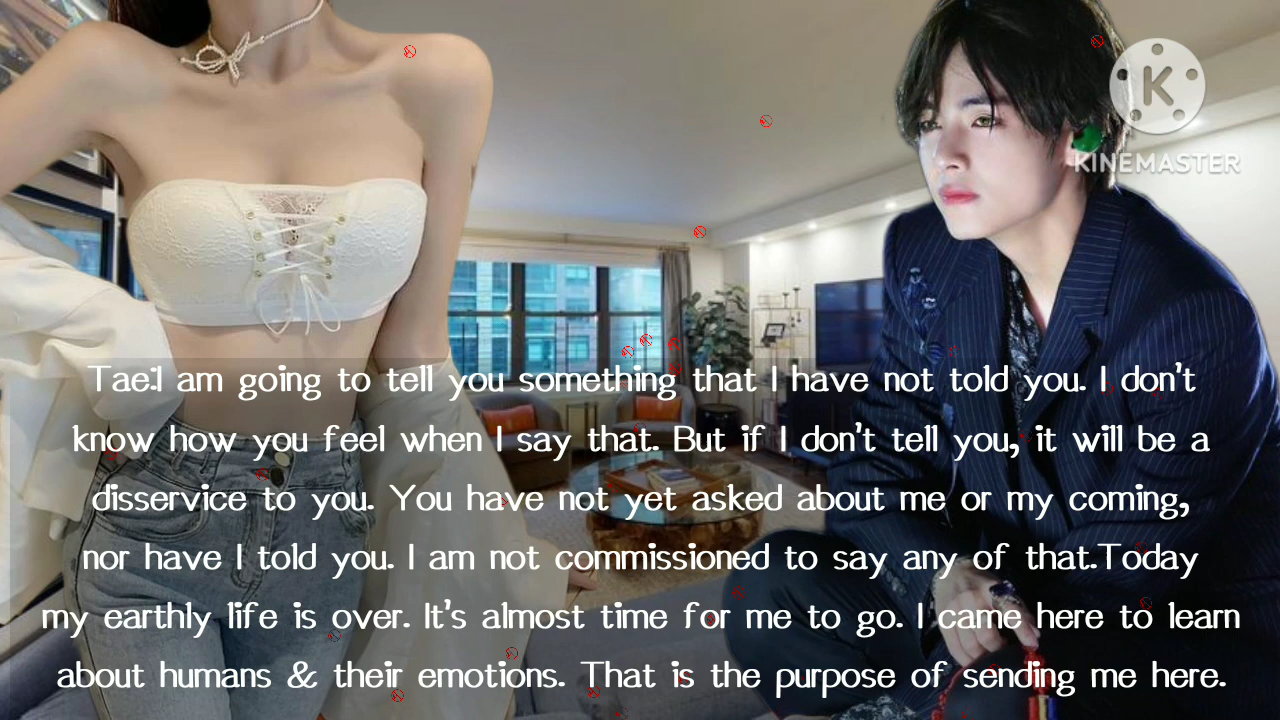 K
KINEMASTER
Tae:I am going to tell you something that I have not told you. I don't
know how you feel when I say that. But if I don't tell you, it will be a
disservice to you. You have not yet asked about me or my coming,
nor have I told you. I am not commissioned to say any of that.Today
my earthly life is over. It's almost time for me to go. I came here to learn
about humans & their emotions. That is the purpose of sending me here.